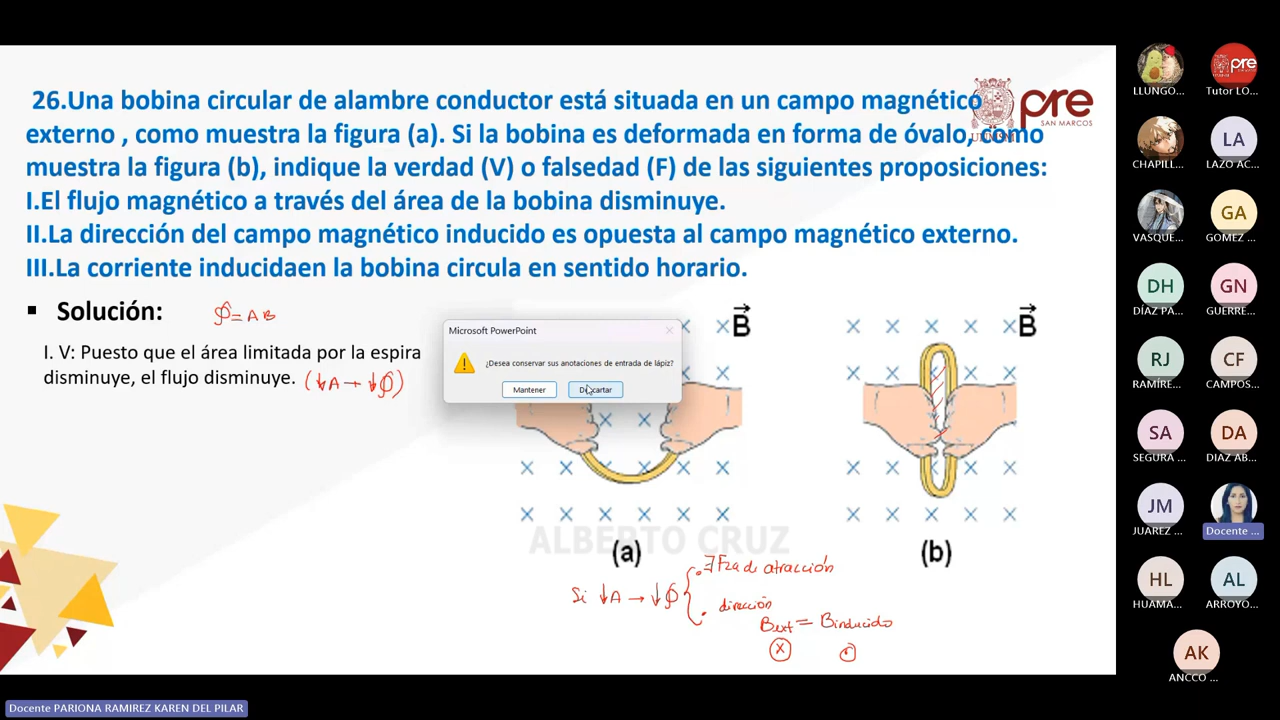 26.Una bobina circular de alambre conductor está situada en un campo magnético
externo , como muestra la figura (a). Si la bobina es deformada en forma de óvalo, como
muestra la figura (b), indique la verdad (V) o falsedad (F) de las siguientes proposiciones:
I.El flujo magnético a través del área de la bobina disminuye.
II.La dirección del campo magnético inducido es opuesta al campo magnético externo.
III.La corriente inducidaen la bobina circula en sentido horario.
pre
SAN MARCOS
UNMSM
▪ Solución:
ϕ = A B
I. V: Puesto que el área limitada por la espira
disminuye, el flujo disminuye. (↓A → ↓ϕ)
Microsoft PowerPoint
¿Desea conservar sus anotaciones de entrada de lápiz?
Mantener
Descartar
B
B
ALBERTO CRUZ
(a)
(b)
Si ↓A → ↓ϕ
∃ Fza de atracción
dirección
Bext = Binducido
LLUNGO...
Tutor LO...
CHAPILL...
LA
LAZO AC...
VASQUE...
GA
GOMEZ ...
DH
DÍAZ PA...
GN
GUERRE...
RJ
RAMÍRE...
CF
CAMPOS...
SA
SEGURA ...
DA
DIAZ AB...
JM
JUAREZ ...
Docente ...
HL
HUAMA...
AL
ARROYO...
AK
ANCCO ...
Docente PARIONA RAMIREZ KAREN DEL PILAR